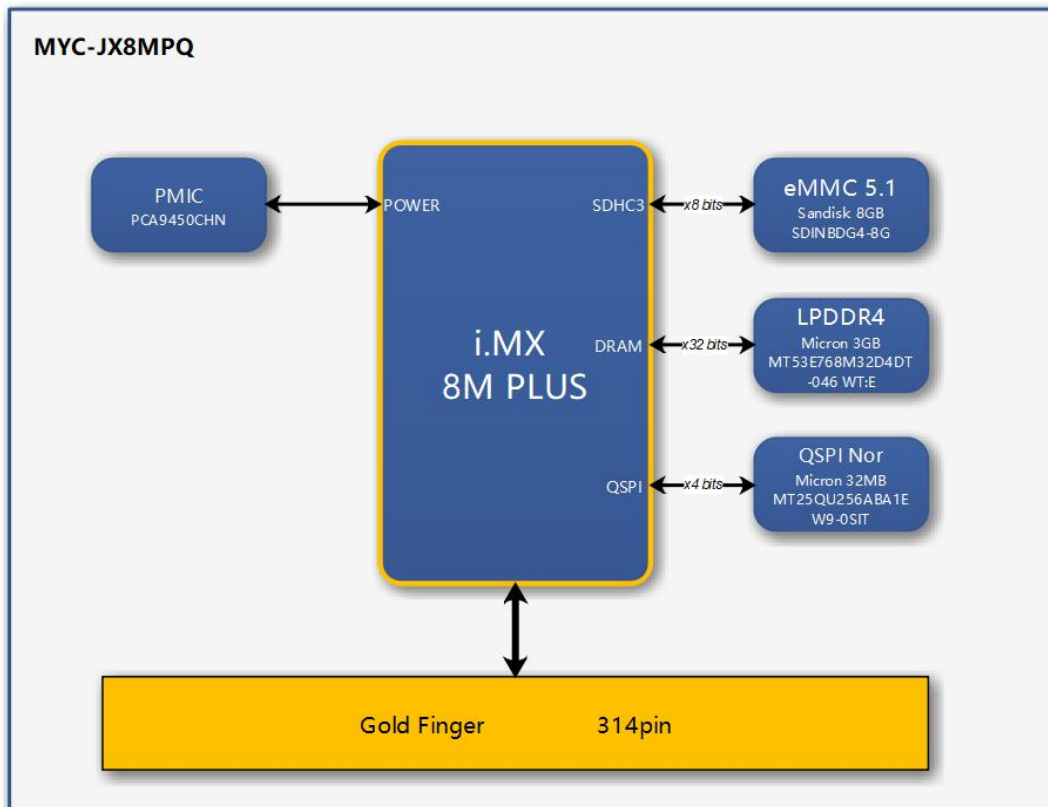 MYC-JX8MPQ
PMIC
PCA9450CHN
POWER
i.MX
8M PLUS
SDHC3
x8 bits
eMMC 5.1
Sandisk 8GB
SDINBDG4-8G
DRAM
x32 bits
LPDDR4
Micron 3GB
MT53E768M32D4DT
-046 WT:E
QSPI
x4 bits
QSPI Nor
Micron 32MB
MT25QU256ABA1E
W9-0SIT
Gold Finger 314pin